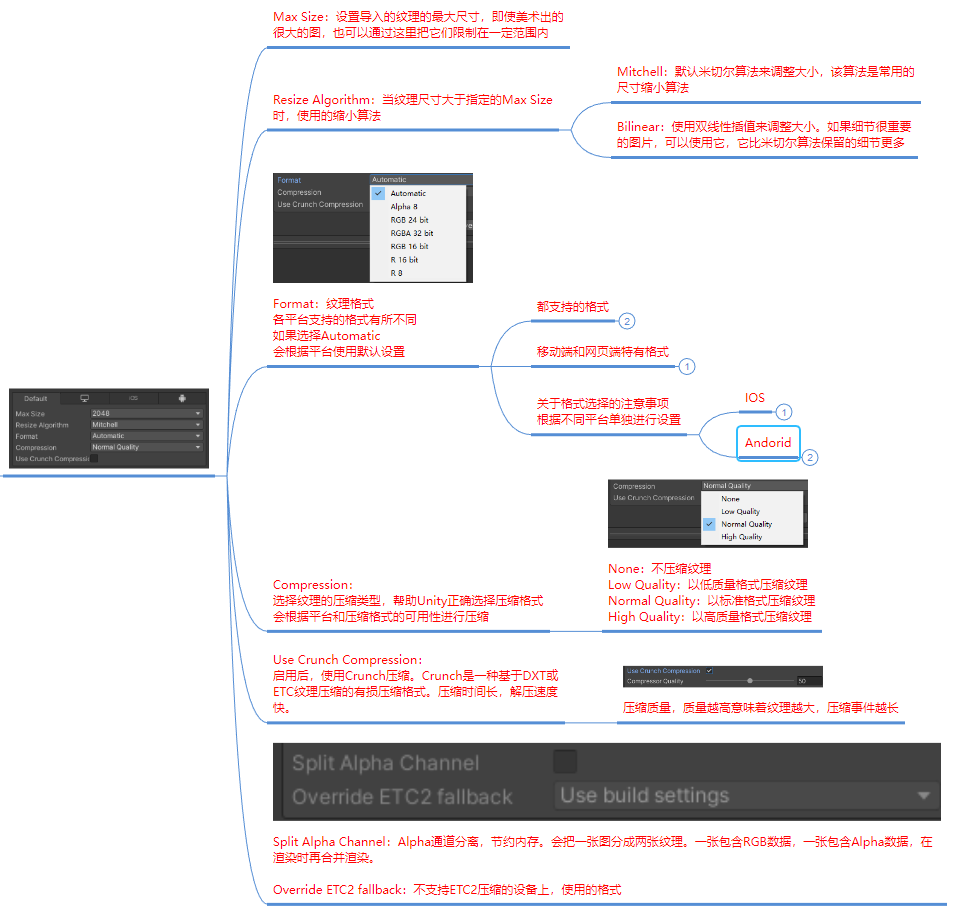 Max Size：设置导入的纹理的最大尺寸，即使美术出的
很大的图，也可以通过这里把它们限制在一定范围内
Resize Algorithm：当纹理尺寸大于指定的Max Size
时，使用的缩小算法
Mitchell：默认米切尔算法来调整大小，该算法是常用的
尺寸缩小算法
Bilinear：使用双线性插值来调整大小。如果细节很重要
的图片，可以使用它，它比米切尔算法保留的细节更多
Format Automatic
Compression
Use Crunch Compression
Automatic
Alpha 8
RGB 24 bit
RGBA 32 bit
RGB 16 bit
R 16 bit
R 8
Format：纹理格式
各平台支持的格式有所不同
如果选择Automatic
会根据平台使用默认设置
都支持的格式
2
移动端和网页端特有格式
1
关于格式选择的注意事项
根据不同平台单独进行设置
IOS
1
Andorid
2
Default iOS
Max Size 2048
Resize Algorithm Mitchell
Format Automatic
Compression Normal Quality
Use Crunch Compressi
Compression Normal Quality
Use Crunch Compression
None
Low Quality
Normal Quality
High Quality
Compression：
选择纹理的压缩类型，帮助Unity正确选择压缩格式
会根据平台和压缩格式的可用性进行压缩
None：不压缩纹理
Low Quality：以低质量格式压缩纹理
Normal Quality：以标准格式压缩纹理
High Quality：以高质量格式压缩纹理
Use Crunch Compression：
启用后，使用Crunch压缩。Crunch是一种基于DXT或
ETC纹理压缩的有损压缩格式。压缩时间长，解压速度
快。
Use Crunch Compression
Compressor Quality 50
压缩质量，质量越高意味着纹理越大，压缩事件越长
Split Alpha Channel
Override ETC2 fallback Use build settings
Split Alpha Channel：Alpha通道分离，节约内存。会把一张图分成两张纹理。一张包含RGB数据，一张包含Alpha数据，在
渲染时再合并渲染。
Override ETC2 fallback：不支持ETC2压缩的设备上，使用的格式